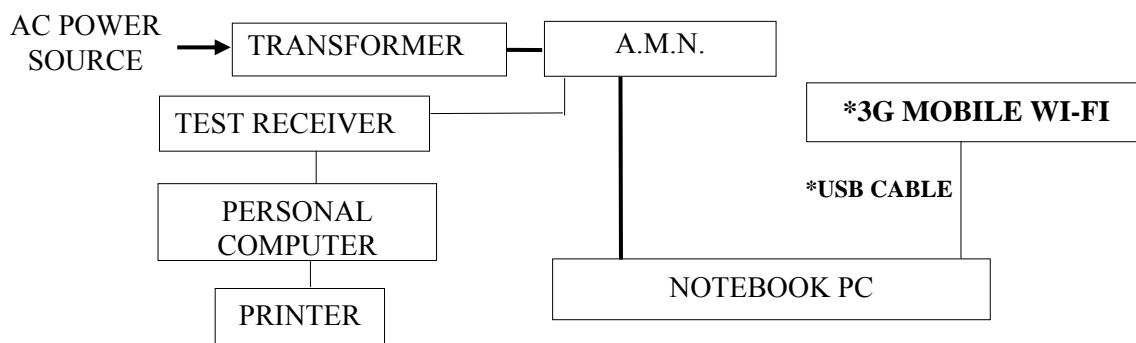 AC POWER
SOURCE
TRANSFORMER
A.M.N.
TEST RECEIVER
*3G MOBILE WI-FI
*USB CABLE
PERSONAL
COMPUTER
NOTEBOOK PC
PRINTER